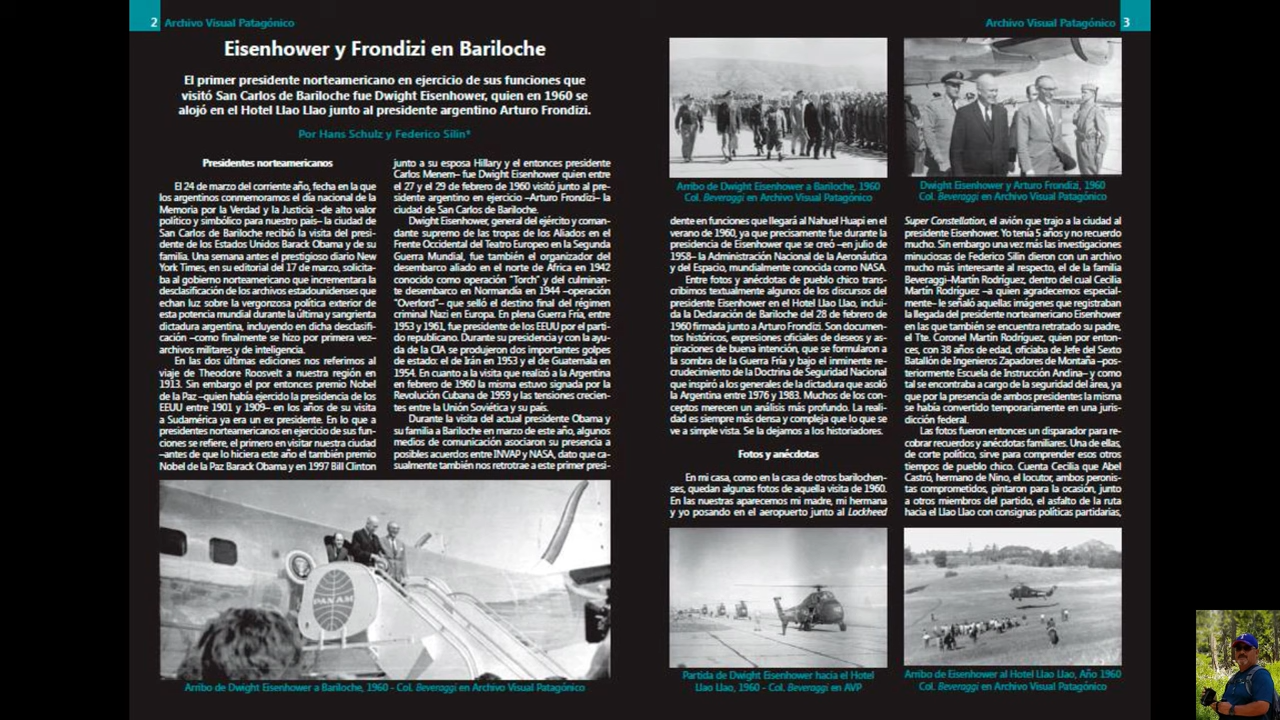 2 Archivo Visual Patagónico
Eisenhower y Frondizi en Bariloche
El primer presidente norteamericano en ejercicio de sus funciones que
visitó San Carlos de Bariloche fue Dwight Eisenhower, quien en 1960 se
alojó en el Hotel Llao Llao junto al presidente argentino Arturo Frondizi.
Por Hans Schulz y Federico Silin*
Presidentes norteamericanos
El 24 de marzo del corriente año, fecha en la que
los argentinos conmemoramos el día nacional de la
Memoria por la Verdad y la Justicia –de alto valor
político y simbólico para nuestro país– la ciudad de
San Carlos de Bariloche recibió la visita del presi-
dente de los Estados Unidos Barack Obama y de su
familia. Una semana antes el prestigioso diario New
York Times, en su editorial del 17 de marzo, solicita-
ba al gobierno norteamericano que incrementara la
desclasificación de los archivos estadounidenses que
echan luz sobre la vergonzosa política exterior de
esta potencia mundial durante la última y sangrienta
dictadura argentina, incluyendo en dicha desclasifi-
cación –como finalmente se hizo por primera vez–
archivos militares y de inteligencia.
En las dos últimas ediciones nos referimos al
viaje de Theodore Roosvelt a nuestra región en
1913. Sin embargo el por entonces premio Nobel
de la Paz –quien había ejercido la presidencia de los
EEUU entre 1901 y 1909– en los años de su visita
a Sudamérica ya era un ex presidente. En lo que a
presidentes norteamericanos en ejercicio de sus fun-
ciones se refiere, el primero en visitar nuestra ciudad
–antes de que lo hiciera este año el también premio
Nobel de la Paz Barack Obama y en 1997 Bill Clinton
junto a su esposa Hillary y el entonces presidente
Carlos Menem– fue Dwight Eisenhower quien entre
el 27 y el 29 de febrero de 1960 visitó junto al pre-
sidente argentino en ejercicio –Arturo Frondizi– la
ciudad de San Carlos de Bariloche.
Dwight Eisenhower, general del ejército y coman-
dante supremo de las tropas de los Aliados en el
Frente Occidental del Teatro Europeo en la Segunda
Guerra Mundial, fue también el organizador del
desembarco aliado en el norte de África en 1942
conocido como operación "Torch" y del culminan-
te desembarco en Normandía en 1944 –operación
"Overlord"– que selló el destino final del régimen
criminal Nazi en Europa. En plena Guerra Fría, entre
1953 y 1961, fue presidente de los EEUU por el parti-
do republicano. Durante su presidencia y con la ayu-
da de la CIA se produjeron dos importantes golpes
de estado: el de Irán en 1953 y el de Guatemala en
1954. En cuanto a la visita que realizó a la Argentina
en febrero de 1960 la misma estuvo signada por la
Revolución Cubana de 1959 y las tensiones crecien-
tes entre la Unión Soviética y su país.
Durante la visita del actual presidente Obama y
su familia a Bariloche en marzo de este año, algunos
medios de comunicación asociaron su presencia a
posibles acuerdos entre INVAP y NASA, dato que ca-
sualmente también nos retrotrae a este primer presi-
PAN AM
Arribo de Dwight Eisenhower a Bariloche, 1960 - Col. Beveraggi en Archivo Visual Patagónico
Archivo Visual Patagónico 3
Arribo de Dwight Eisenhower a Bariloche, 1960
Col. Beveraggi en Archivo Visual Patagónico
Dwight Eisenhower y Arturo Frondizi, 1960
Col. Beveraggi en Archivo Visual Patagónico
dente en funciones que llegará al Nahuel Huapi en el
verano de 1960, ya que precisamente fue durante la
presidencia de Eisenhower que se creó –en julio de
1958– la Administración Nacional de la Aeronáutica
y del Espacio, mundialmente conocida como NASA.
Entre fotos y anécdotas de pueblo chico trans-
cribimos textualmente algunos de los discursos del
presidente Eisenhower en el Hotel Llao Llao, inclui-
da la Declaración de Bariloche del 28 de febrero de
1960 firmada junto a Arturo Frondizi. Son documen-
tos históricos, expresiones oficiales de deseos y as-
piraciones de buena intención, que se formularon a
la sombra de la Guerra Fría y bajo el inminente re-
crudecimiento de la Doctrina de Seguridad Nacional
que inspiró a los generales de la dictadura que asoló
la Argentina entre 1976 y 1983. Muchos de los con-
ceptos merecen un análisis más profundo. La reali-
dad es siempre más densa y compleja que lo que se
ve a simple vista. Se la dejamos a los historiadores.
Fotos y anécdotas
En mi casa, como en la casa de otros barilochen-
ses, quedan algunas fotos de aquella visita de 1960.
En las nuestras aparecemos mi madre, mi hermana
y yo posando en el aeropuerto junto al Lockheed
Super Constellation, el avión que trajo a la ciudad al
presidente Eisenhower. Yo tenía 5 años y no recuerdo
mucho. Sin embargo una vez más las investigaciones
minuciosas de Federico Silin dieron con un archivo
mucho más interesante al respecto, el de la familia
Beveraggi–Martín Rodríguez, dentro del cual Cecilia
Martín Rodríguez –a quien agradecemos especial-
mente– le señaló aquellas imágenes que registraban
la llegada del presidente norteamericano Eisenhower
en las que también se encuentra retratado su padre,
el Tte. Coronel Martín Rodríguez, quien por enton-
ces, con 38 años de edad, oficiaba de Jefe del Sexto
Batallón de Ingenieros Zapadores de Montaña –pos-
teriormente Escuela de Instrucción Andina– y como
tal se encontraba a cargo de la seguridad del área, ya
que por la presencia de ambos presidentes la misma
se había convertido temporariamente en una juris-
dicción federal.
Las fotos fueron entonces un disparador para re-
cobrar recuerdos y anécdotas familiares. Una de ellas,
de corte político, sirve para comprender esos otros
tiempos de pueblo chico. Cuenta Cecilia que Abel
Castró, hermano de Nino, el locutor, ambos peronis-
tas comprometidos, pintaron para la ocasión, junto
a otros miembros del partido, el asfalto de la ruta
hacia el Llao Llao con consignas políticas partidarias,
Partida de Dwight Eisenhower hacia el Hotel
Llao Llao, 1960 - Col. Beveraggi en AVP
Arribo de Eisenhower al Hotel Llao Llao, Año 1960
Col. Beveraggi en Archivo Visual Patagónico